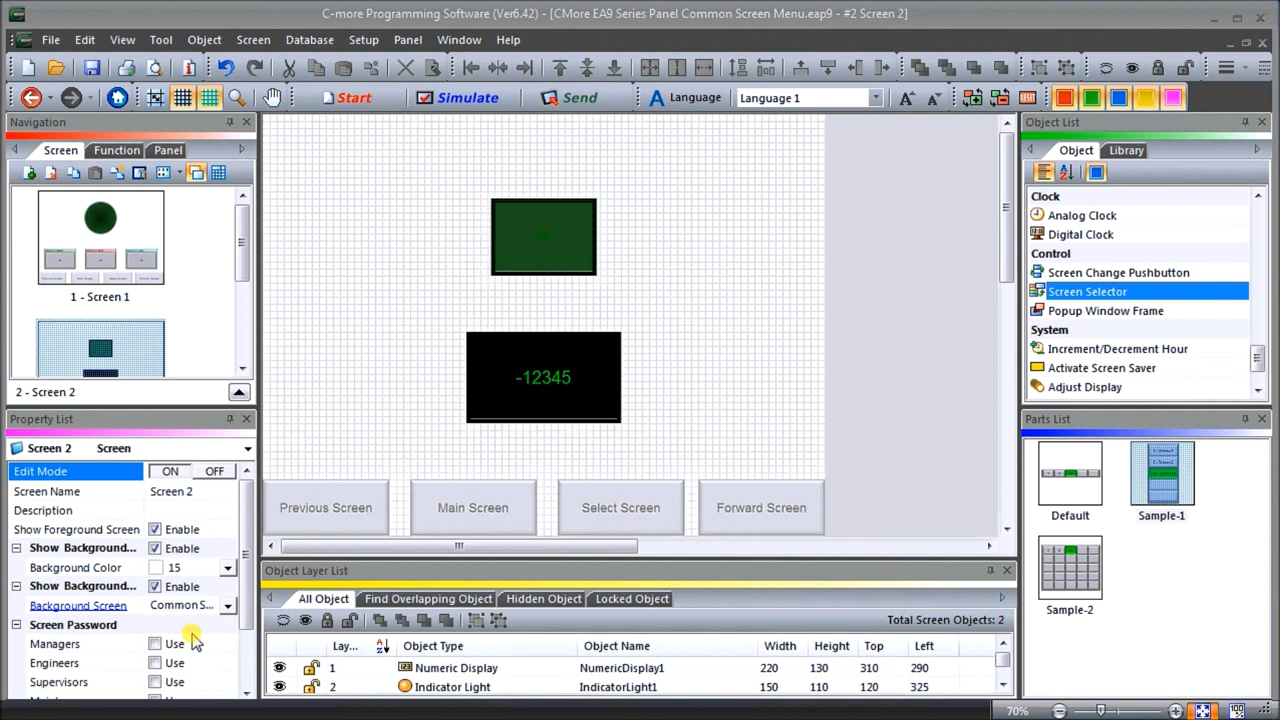 C-more Programming Software (Ver6.42) - [CMore EA9 Series Panel Common Screen Menu.eap9 - #2 Screen 2]
File Edit View Tool Object Screen Database Setup Panel Window Help
Start Simulate Send Language Language 1
Navigation
Screen Function Panel
1 - Screen 1
2 - Screen 2
Property List
Screen 2 Screen
Edit Mode ON OFF
Screen Name Screen 2
Description
Show Foreground Screen Enable
Show Background... Enable
Background Color 15
Show Background... Enable
Background Screen Common S...
Screen Password
Managers Use
Engineers Use
Supervisors Use
-12345
Previous Screen Main Screen Select Screen Forward Screen
Object Layer List
All Object Find Overlapping Object Hidden Object Locked Object
Total Screen Objects: 2
Lay... Object Type Object Name Width Height Top Left
1 Numeric Display NumericDisplay1 220 130 310 290
2 Indicator Light IndicatorLight1 150 110 120 325
Object List
Object Library
Clock
Analog Clock
Digital Clock
Control
Screen Change Pushbutton
Screen Selector
Popup Window Frame
System
Increment/Decrement Hour
Activate Screen Saver
Adjust Display
Parts List
Default Sample-1
Sample-2
70%